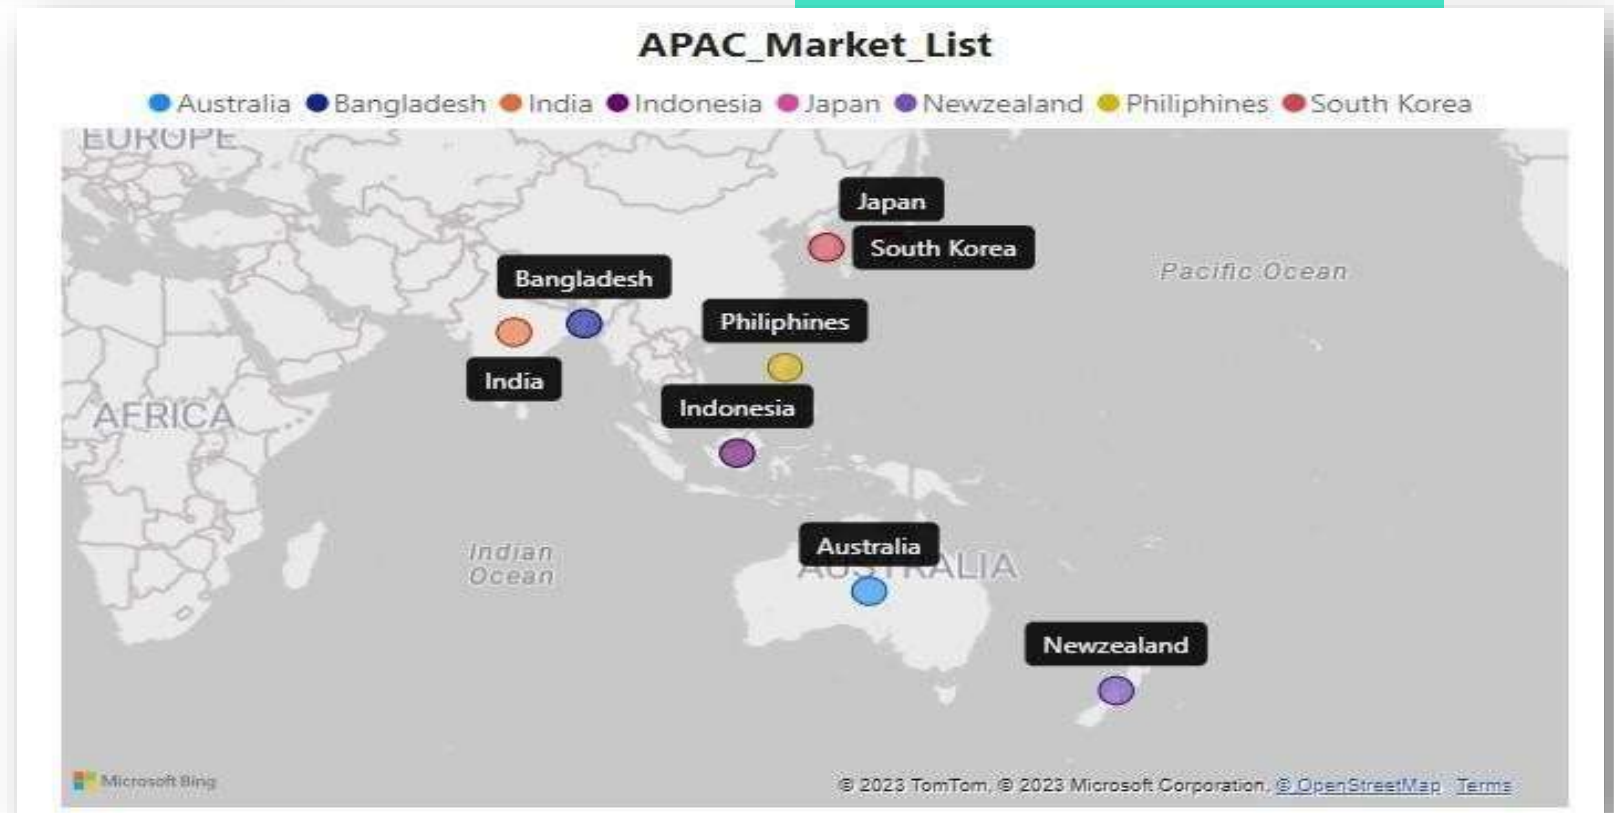 APAC_Market_List
Australia Bangladesh India Indonesia Japan Newzealand Philiphines South Korea
EUROPE
Japan
South Korea
Pacific Ocean
Bangladesh
Philiphines
India
AFRICA
Indonesia
Australia
AUSTRALIA
Indian
Ocean
Newzealand
Microsoft Bing
© 2023 TomTom, © 2023 Microsoft Corporation, © OpenStreetMap Terms